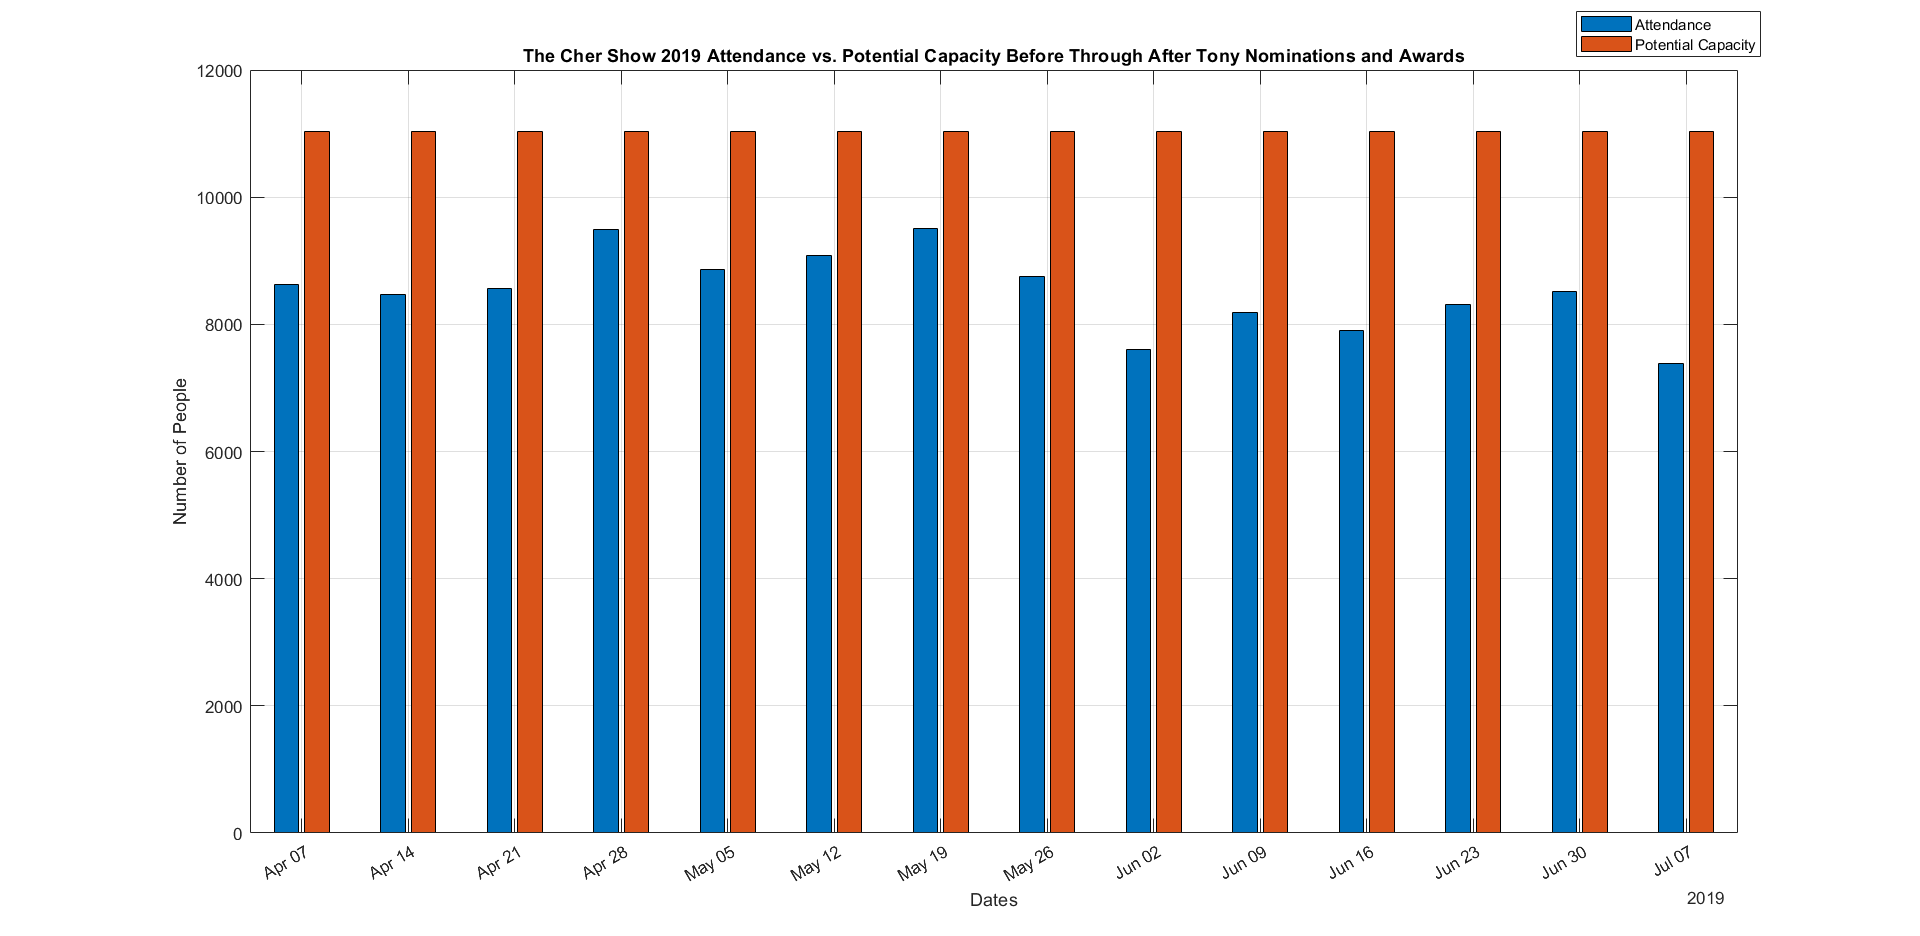 Attendance
Potential Capacity
The Cher Show 2019 Attendance vs. Potential Capacity Before Through After Tony Nominations and Awards
12000
10000
8000
6000
4000
2000
0
Number of People
Apr 07
Apr 14
Apr 21
Apr 28
May 05
May 12
May 19
May 26
Jun 02
Jun 09
Jun 16
Jun 23
Jun 30
Jul 07
Dates
2019